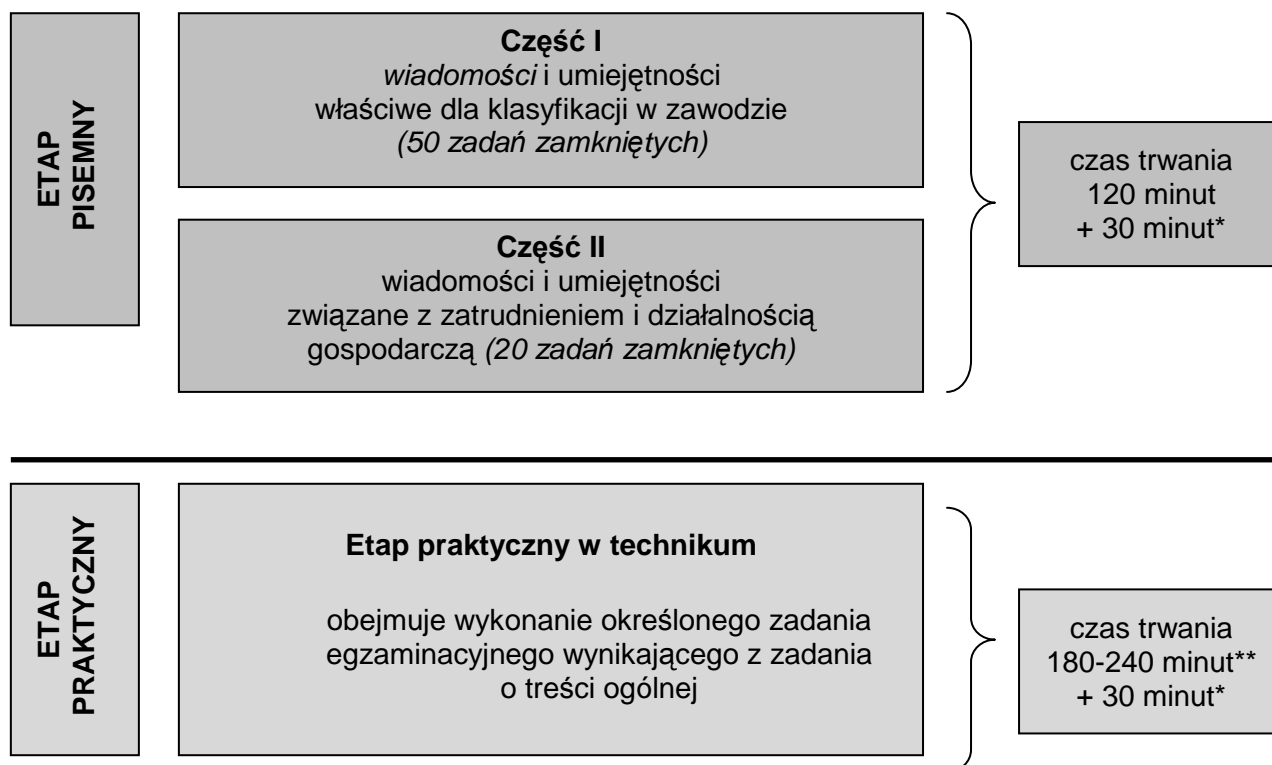 ETAP
PISEMNY
Część I
wiadomości i umiejętności
właściwe dla klasyfikacji w zawodzie
(50 zadań zamkniętych)
Część II
wiadomości i umiejętności
związane z zatrudnieniem i działalnością
gospodarczą (20 zadań zamkniętych)
czas trwania
120 minut
+ 30 minut*
ETAP
PRAKTYCZNY
Etap praktyczny w technikum
obejmuje wykonanie określonego zadania
egzaminacyjnego wynikającego z zadania
o treści ogólnej
czas trwania
180-240 minut**
+ 30 minut*